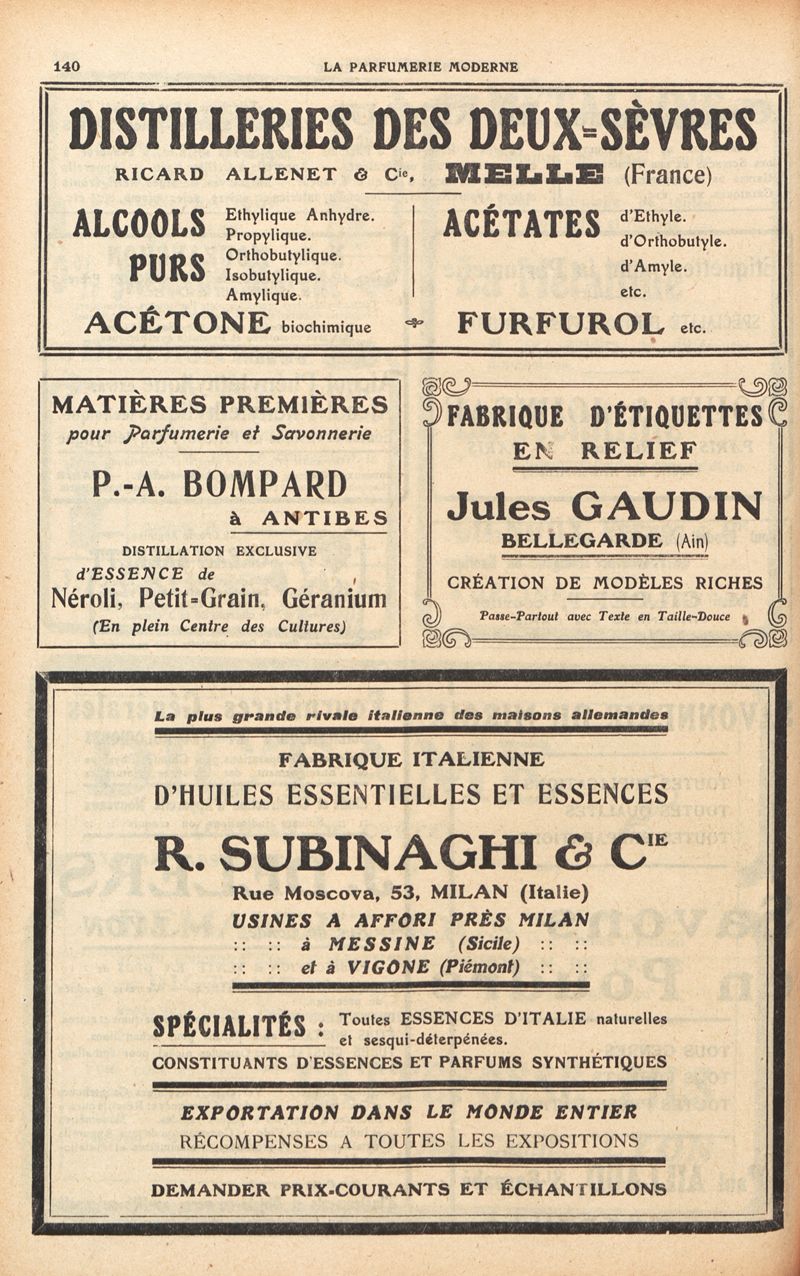 140
LA PARFUMERIE MODERNE
DISTILLERIES DES DEUX-SÈVRES
RICARD ALLENET & Cie, MELLE (France)
ALCOOLS PURS
Ethylique Anhydre.
Propylique.
Orthobutylique.
Isobutylique.
Amylique.
ACÉTATES
d'Ethyle.
d'Orthobutyle.
d'Amyle.
etc.
ACÉTONE biochimique
FURFUROL etc.
MATIÈRES PREMIÈRES
pour Parfumerie et Savonnerie
P.-A. BOMPARD
à ANTIBES
DISTILLATION EXCLUSIVE
d'ESSENCE de
Néroli, Petit-Grain, Géranium
(En plein Centre des Cultures)
FABRIQUE D'ÉTIQUETTES
EN RELIEF
Jules GAUDIN
BELLEGARDE (Ain)
CRÉATION DE MODÈLES RICHES
Passe-Partout avec Texte en Taille-Douce
La plus grande rivale italienne des maisons allemandes
FABRIQUE ITALIENNE
D'HUILES ESSENTIELLES ET ESSENCES
R. SUBINAGHI & CIE
Rue Moscova, 53, MILAN (Italie)
USINES A AFFORI PRÈS MILAN
:: :: à MESSINE (Sicile) :: ::
:: :: et à VIGONE (Piémont) :: ::
SPÉCIALITÉS :
Toutes ESSENCES D'ITALIE naturelles
et sesqui-déterpénées.
CONSTITUANTS D'ESSENCES ET PARFUMS SYNTHÉTIQUES
EXPORTATION DANS LE MONDE ENTIER
RÉCOMPENSES A TOUTES LES EXPOSITIONS
DEMANDER PRIX-COURANTS ET ÉCHANTILLONS